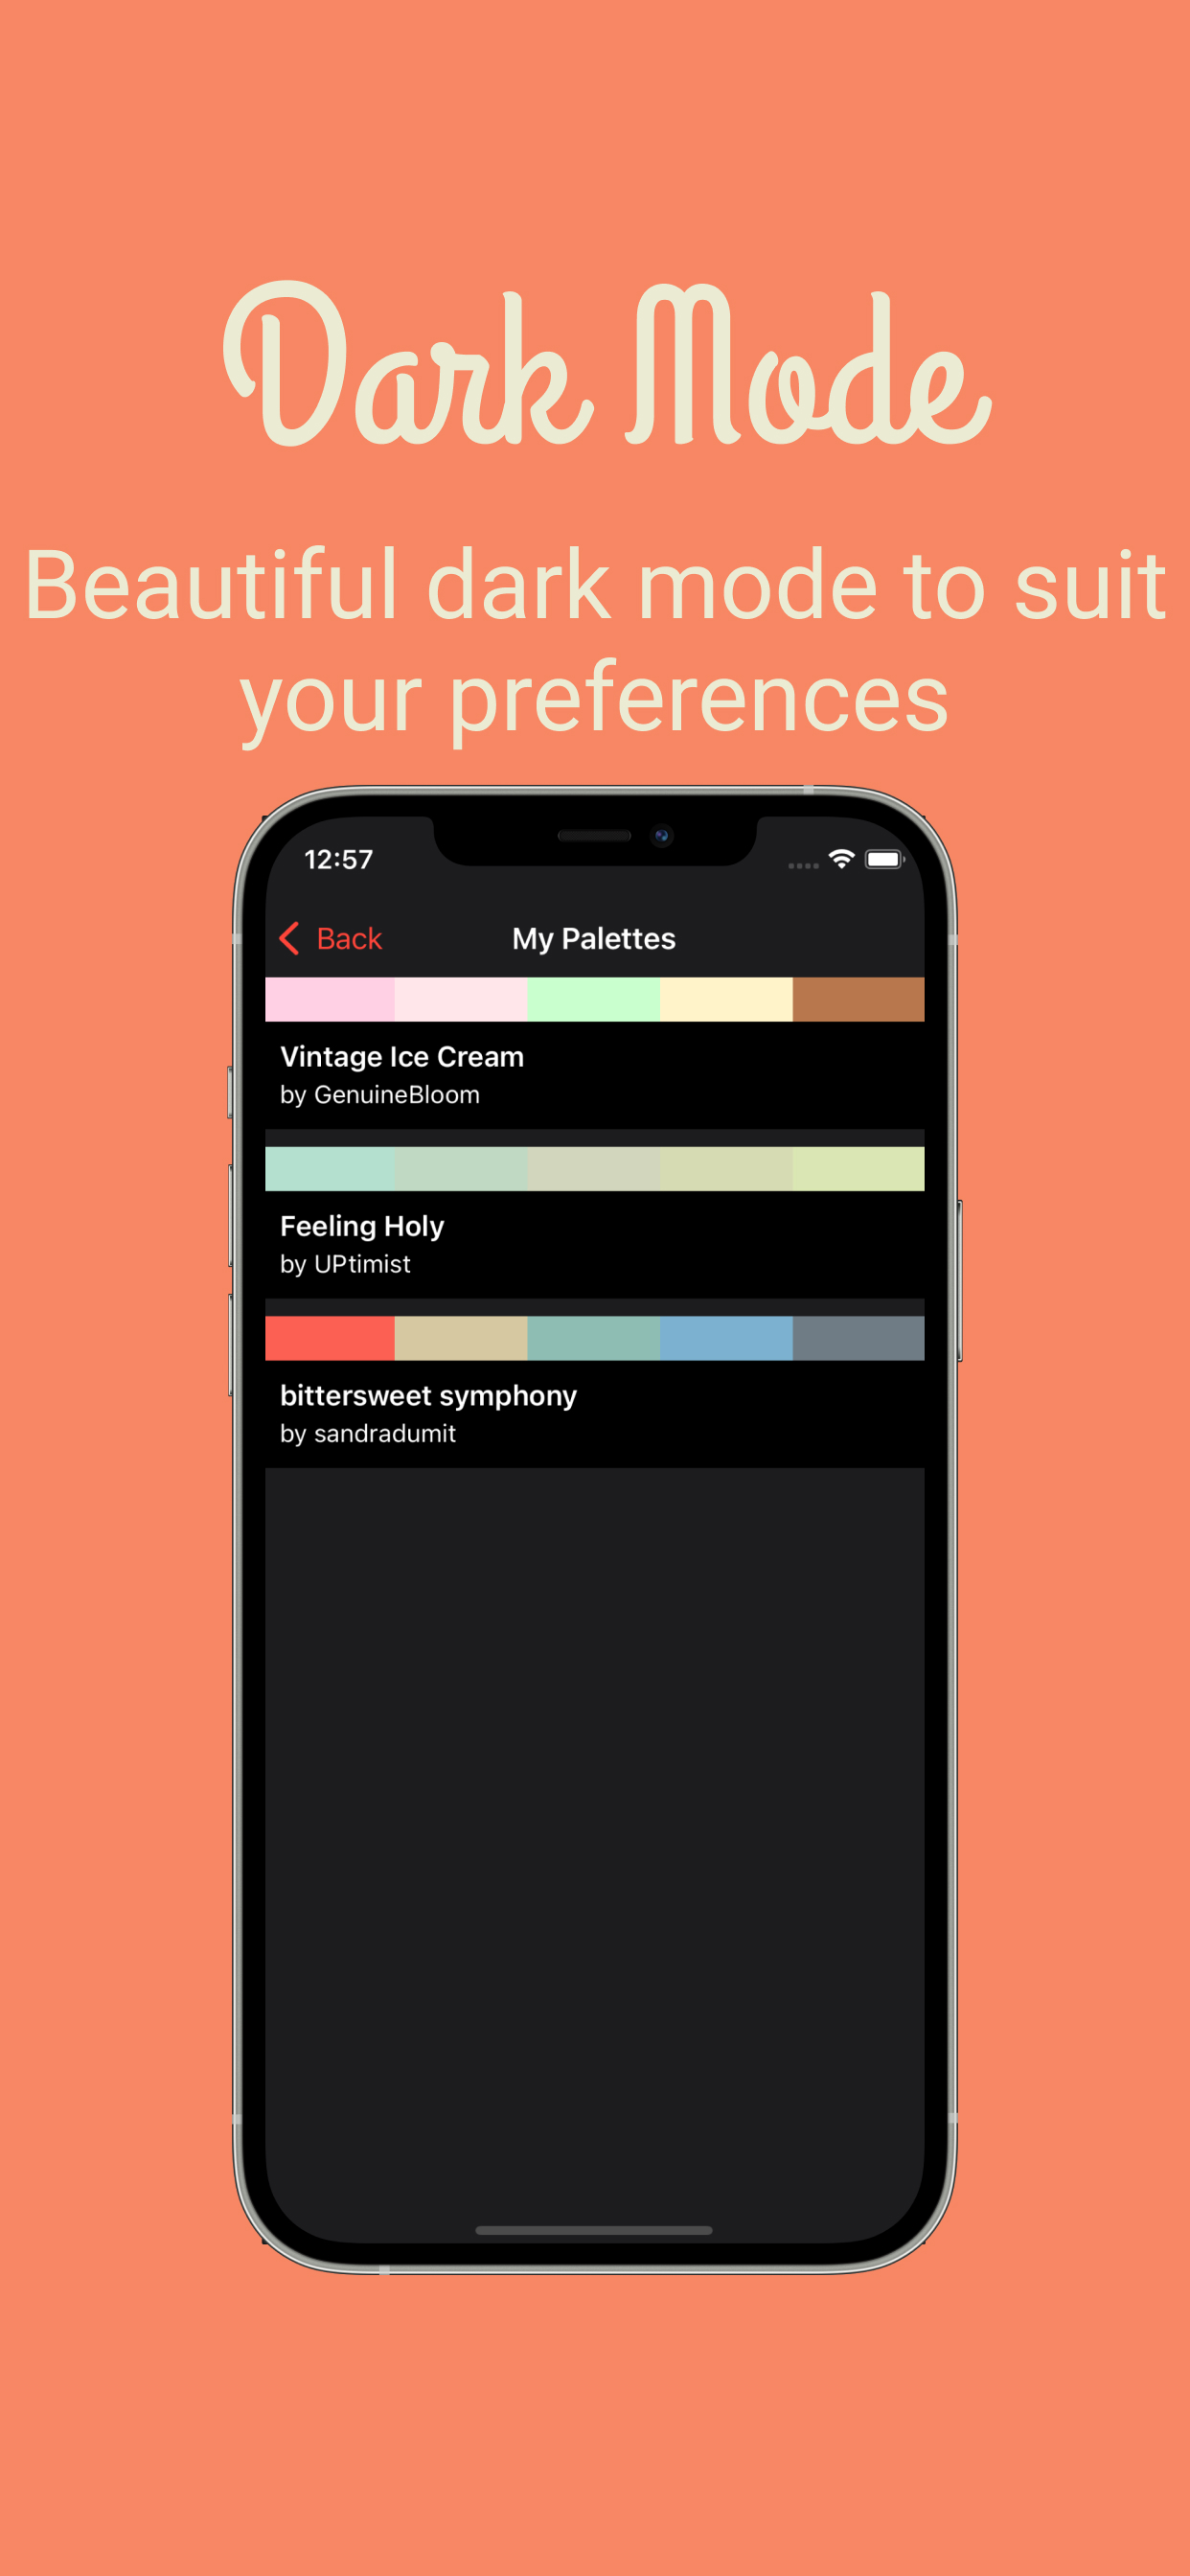 Dark Mode
Beautiful dark mode to suit
your preferences
12:57
Back
My Palettes
Vintage Ice Cream
by GenuineBloom
Feeling Holy
by UPtimist
bittersweet symphony
by sandradumit